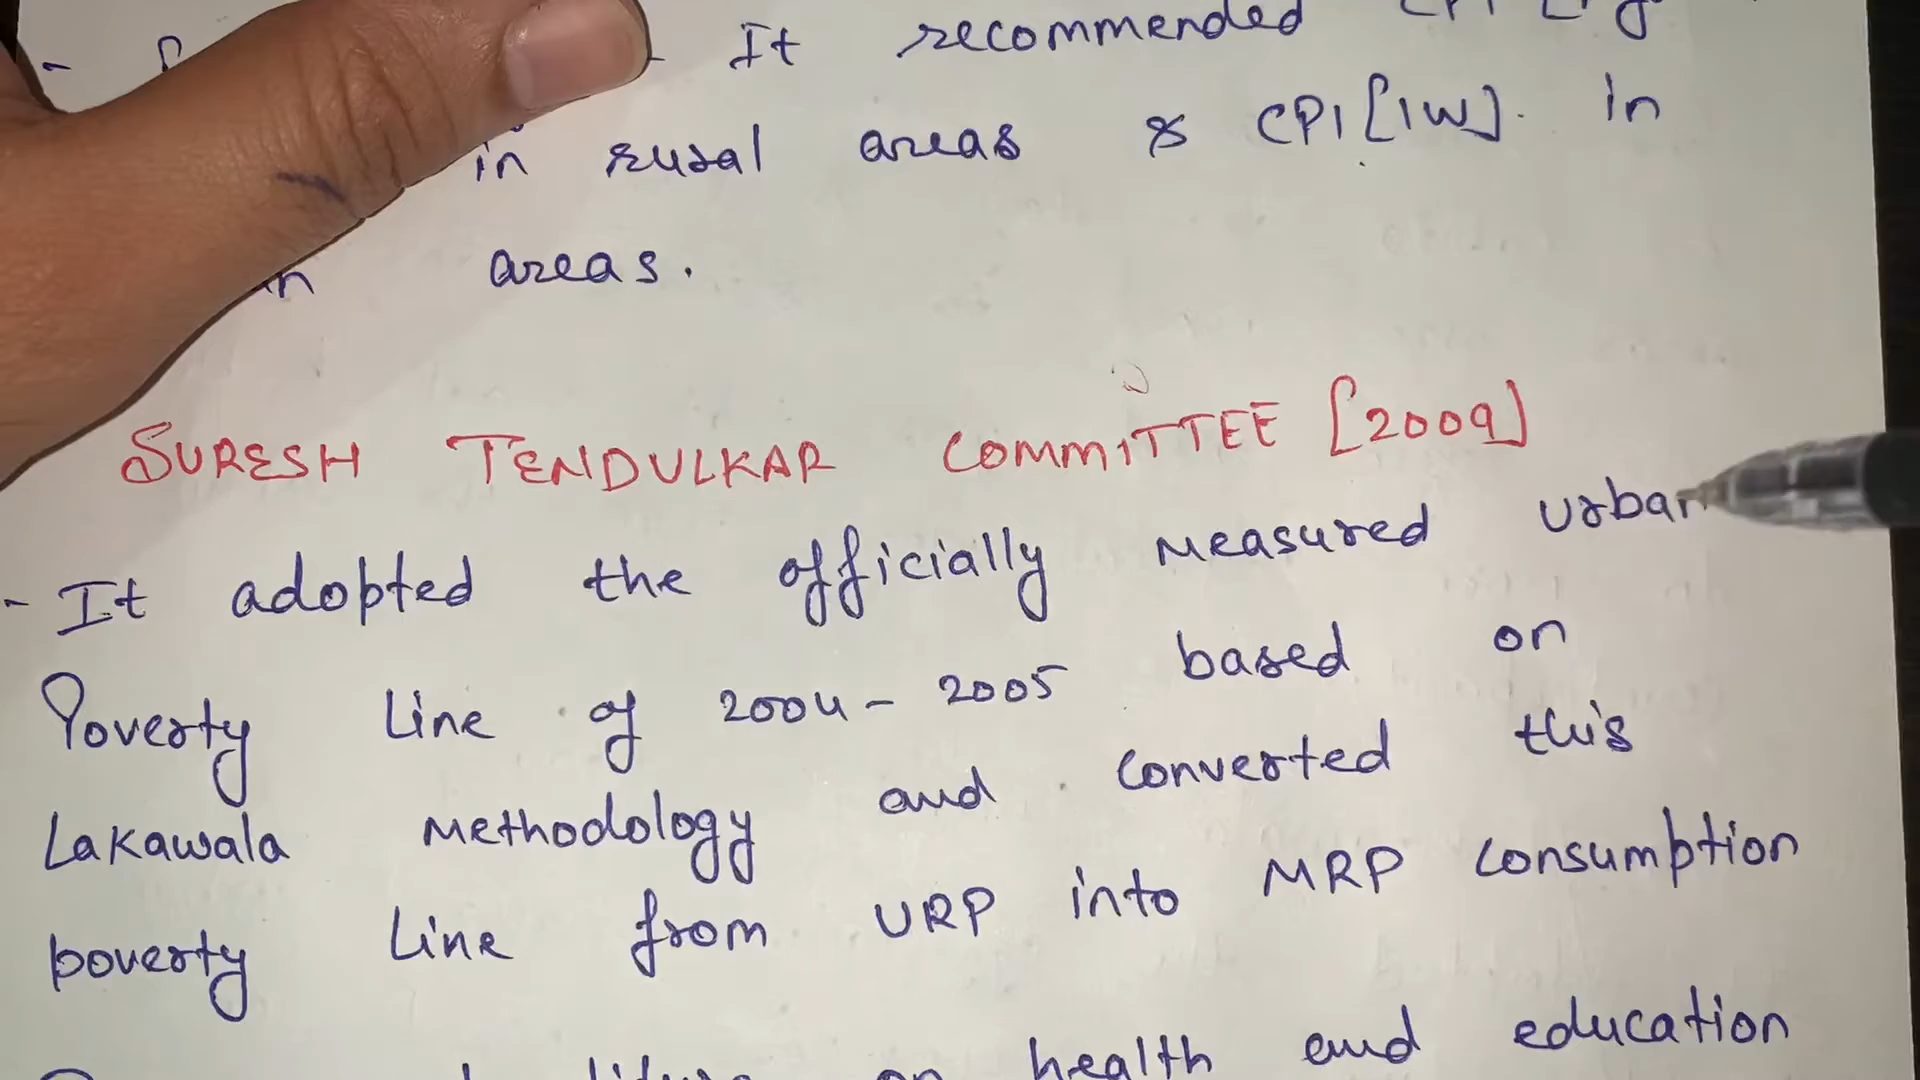 - It recommended CPI
in rural areas & CPI [IW]. in
areas.
SURESH TENDULKAR COMMITTEE [2009]
- It adopted the officially measured urban
Poverty Line of 2004-2005 based on
Lakawala methodology and converted this
poverty line from URP into MRP consumption
on health and education